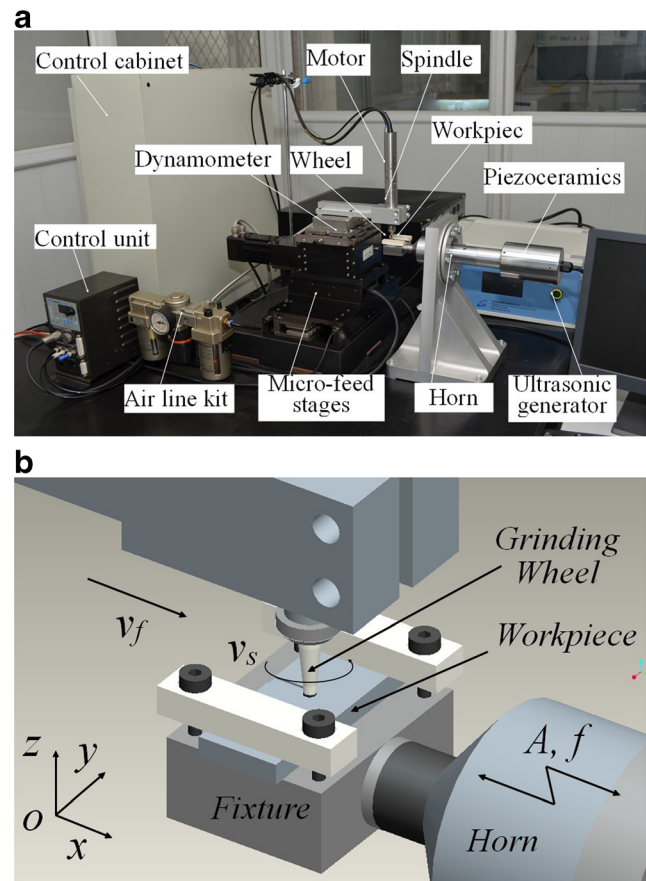 a
Control cabinet
Motor
Spindle
Dynamometer
Wheel
Workpiec
Piezoceramics
Control unit
Air line kit
Micro-feed
stages
Horn
Ultrasonic
generator
b
Grinding
Wheel
v_f
v_s
Workpiece
z
y
o
x
Fixture
A, f
Horn